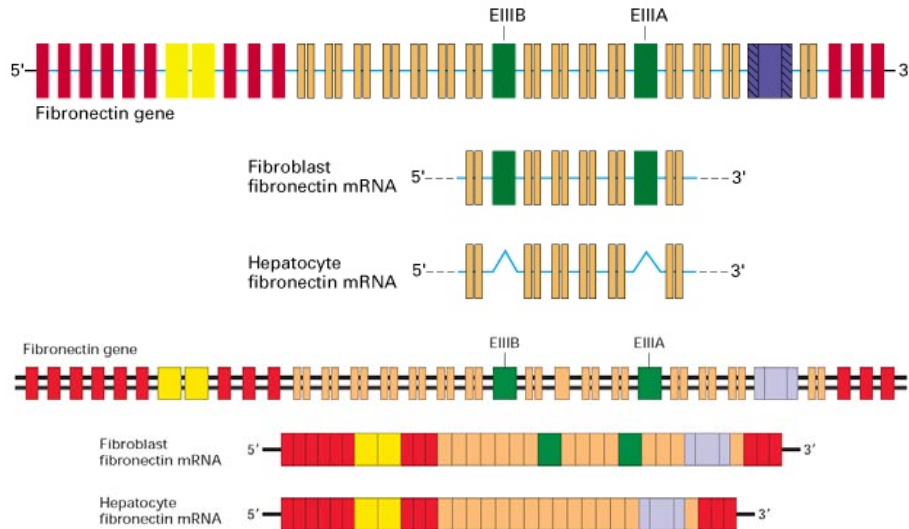 EIIIB EIIIA
5' 3'
Fibronectin gene
Fibroblast
fibronectin mRNA 5' 3'
Hepatocyte
fibronectin mRNA 5' 3'
Fibronectin gene EIIIB EIIIA
Fibroblast
fibronectin mRNA 5' 3'
Hepatocyte
fibronectin mRNA 5' 3'